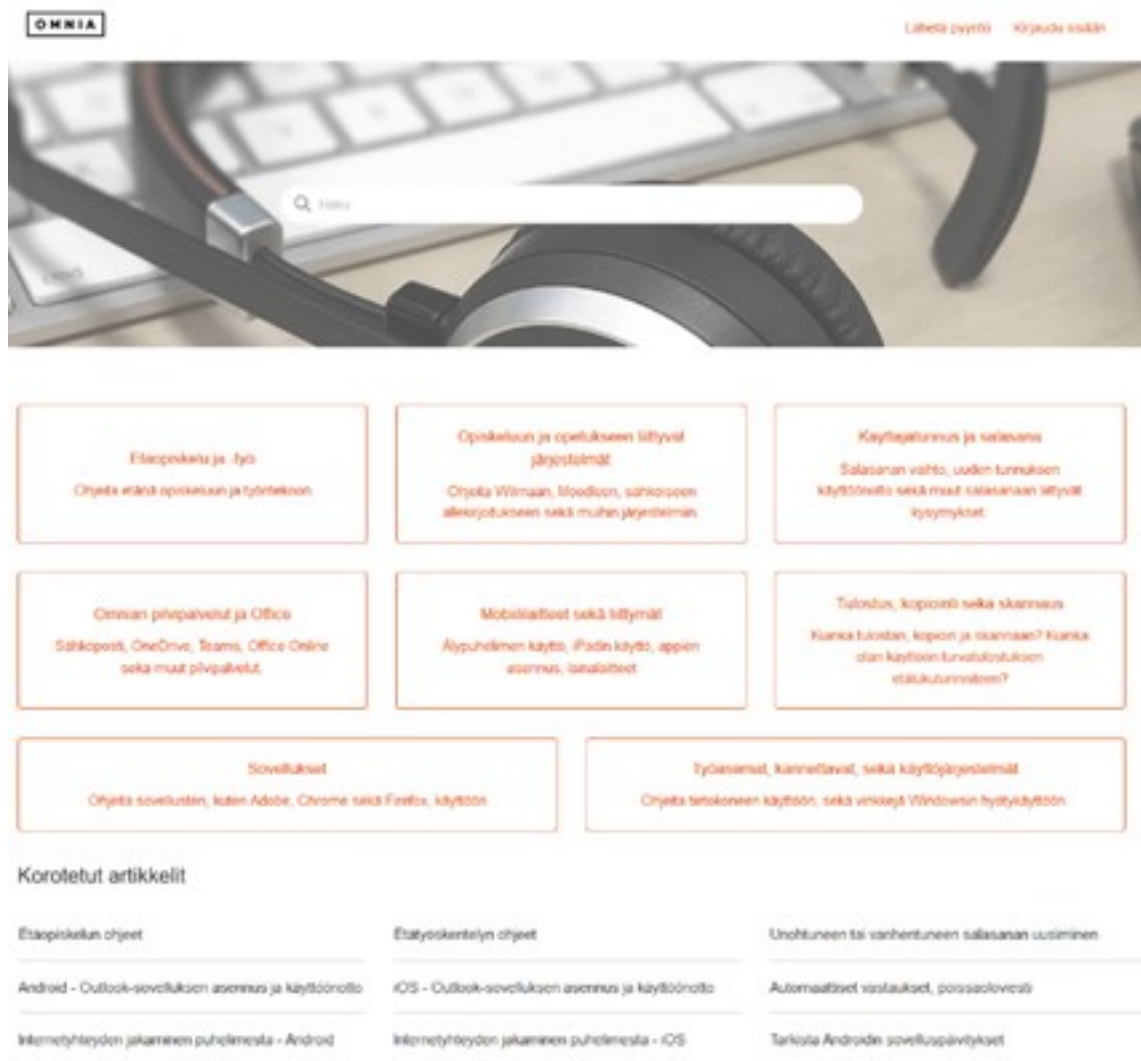 OMNIA
Lähetä pyyntö Kirjaudu sisään
Haku
Etäopiskelu ja -työ
Ohjeita etänä opiskeluun ja työntekoon
Opiskeluun ja opetukseen liittyvät
järjestelmät
Ohjeita Wilmaan, Moodleen, sähköiseen
allekirjoitukseen sekä muihin järjestelmiin
Käyttäjätunnus ja salasana
Salasanan vaihto, uuden tunnuksen
käyttöönotto sekä muut salasanaan liittyvät
kysymykset
Omnian pilvipalvelut ja Office
Sähköposti, OneDrive, Teams, Office Online
sekä muut pilvipalvelut.
Mobiililaitteet sekä liittymät
Älypuhelimen käyttö, iPadin käyttö, appien
asennus, lainalaitteet
Tulostus, kopiointi sekä skannaus
Kuinka tulostan, kopioin ja skannaan? Kuinka
otan käyttöön turvatulostuksen
etälukutunnisteen?
Sovellukset
Ohjeita sovellusten, kuten Adobe, Chrome sekä Firefox, käyttöön
Työasemat, kannettavat, sekä käyttöjärjestelmät
Ohjeita tietokoneen käyttöön, sekä vinkkejä Windowsin hyötykäyttöön
Korotetut artikkelit
Etäopiskelun ohjeet
Etätyöskentelyn ohjeet
Unohtuneen tai vanhentuneen salasanan uusiminen
Android - Outlook-sovelluksen asennus ja käyttöönotto
iOS - Outlook-sovelluksen asennus ja käyttöönotto
Automaattiset vastaukset, poissaoloviesti
Internetyhteyden jakaminen puhelimesta - Android
Internetyhteyden jakaminen puhelimesta - iOS
Tarkista Androidin sovelluspäivitykset